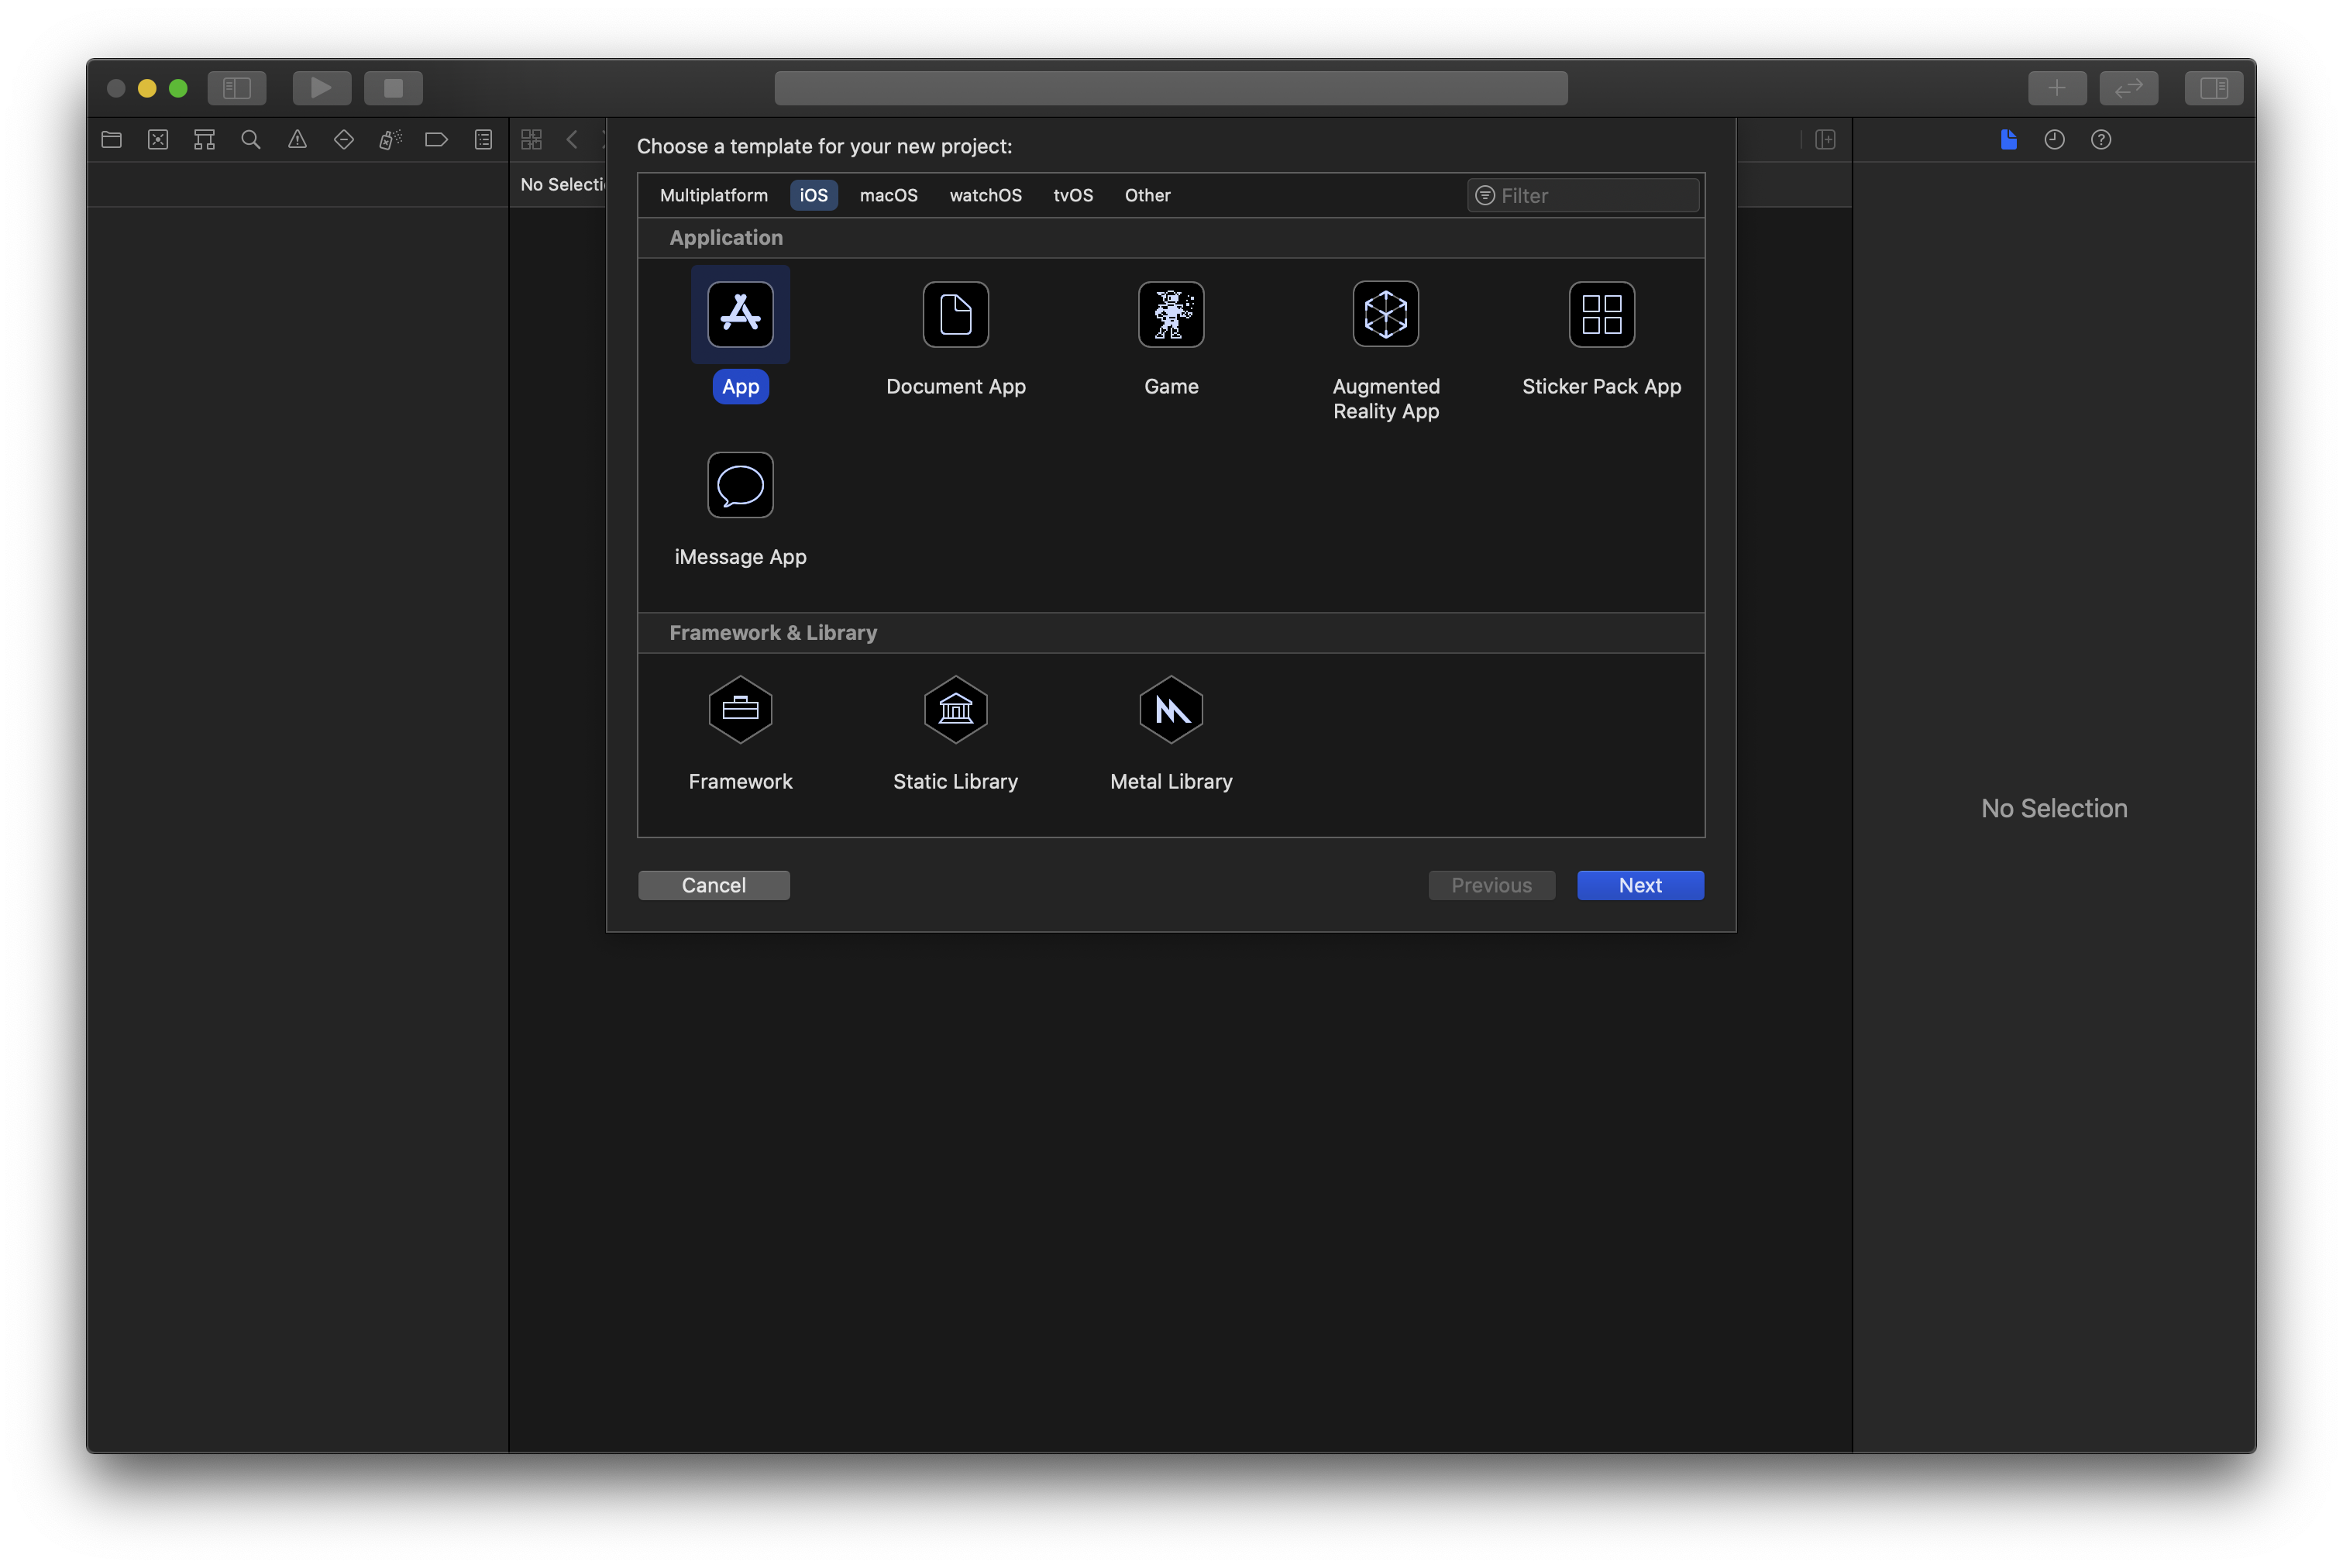 No Selecti
Choose a template for your new project:
Multiplatform iOS macOS watchOS tvOS Other Filter
Application
App Document App Game Augmented Reality App Sticker Pack App
iMessage App
Framework & Library
Framework Static Library Metal Library
No Selection
Cancel Previous Next